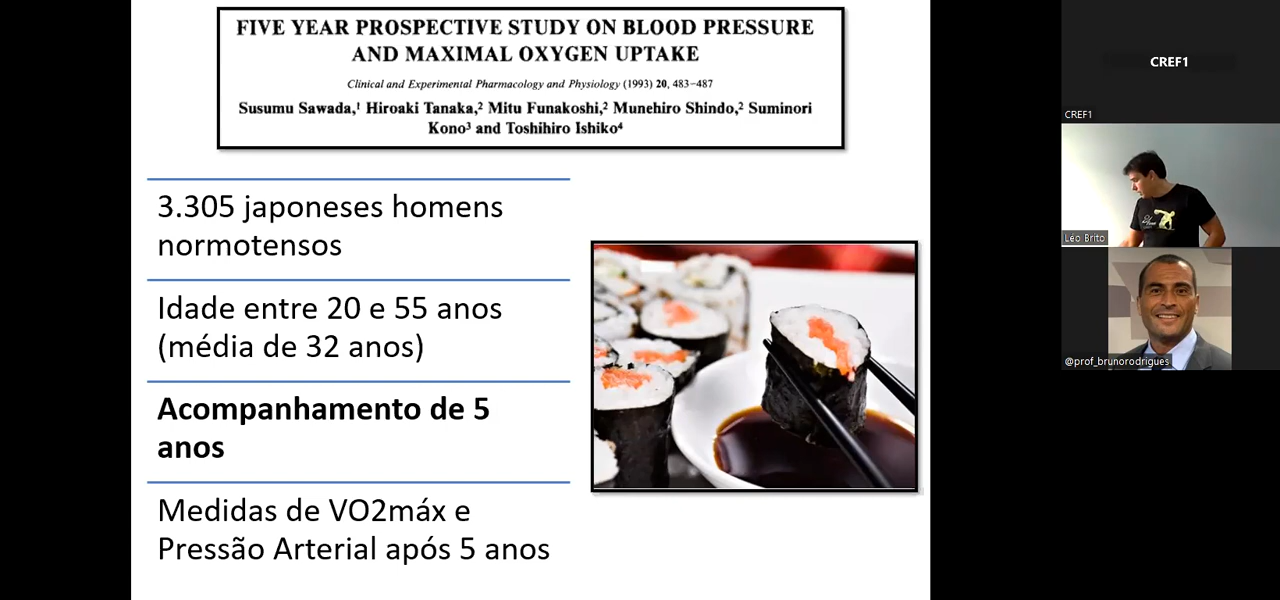 FIVE YEAR PROSPECTIVE STUDY ON BLOOD PRESSURE
AND MAXIMAL OXYGEN UPTAKE
Clinical and Experimental Pharmacology and Physiology (1993) 20, 483–487
Susumu Sawada,¹ Hiroaki Tanaka,² Mitu Funakoshi,² Munehiro Shindo,² Suminori
Kono³ and Toshihiro Ishiko⁴
3.305 japoneses homens
normotensos
Idade entre 20 e 55 anos
(média de 32 anos)
Acompanhamento de 5
anos
Medidas de VO2máx e
Pressão Arterial após 5 anos
CREF1
CREF1
Léo Brito
@prof_brunorodrigues